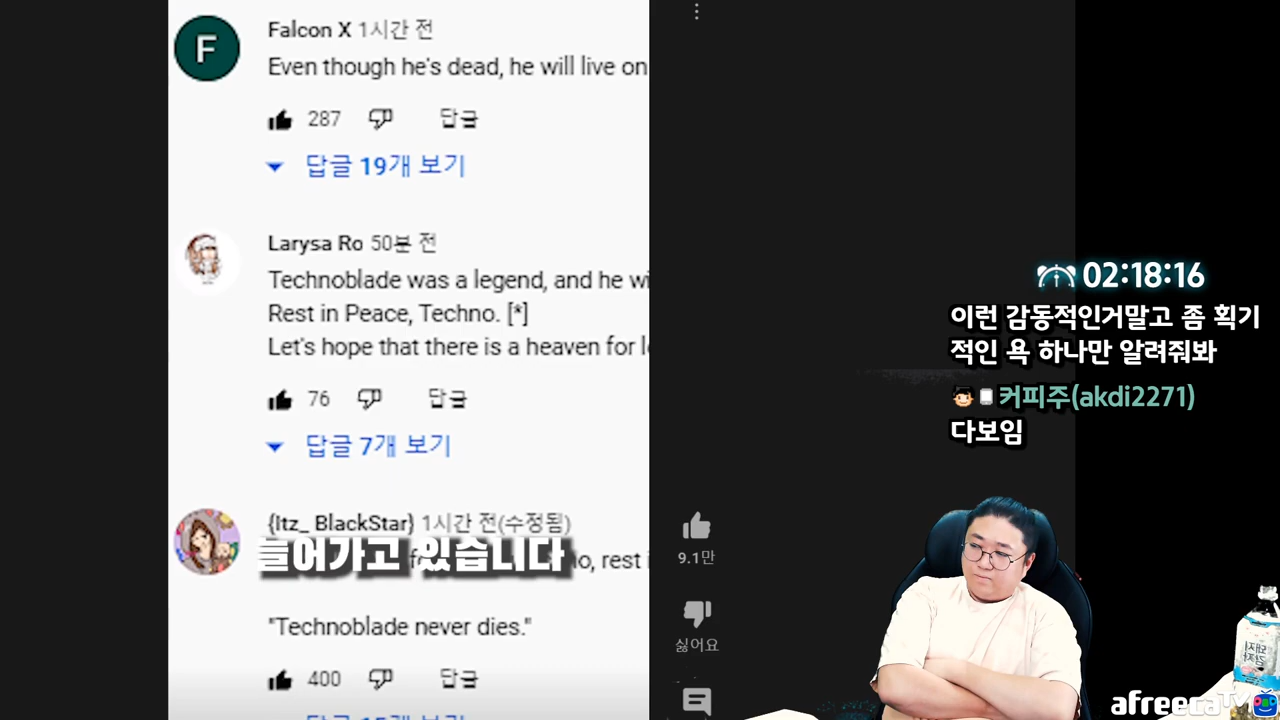 F
Falcon X 1시간 전
Even though he's dead, he will live on
287 답글
답글 19개 보기
Larysa Ro 50분 전
Technoblade was a legend, and he wi
Rest in Peace, Techno. [*]
Let's hope that there is a heaven for l
76 답글
답글 7개 보기
{Itz_ BlackStar} 1시간 전(수정됨)
들어가고 있습니다
o, rest i
"Technoblade never dies."
400 답글
9.1만
싫어요
02:18:16
이런 감동적인거말고 좀 획기
적인 욕 하나만 알려줘봐
커피주(akdi2271)
다보임
돼지
감자
afreecaTV